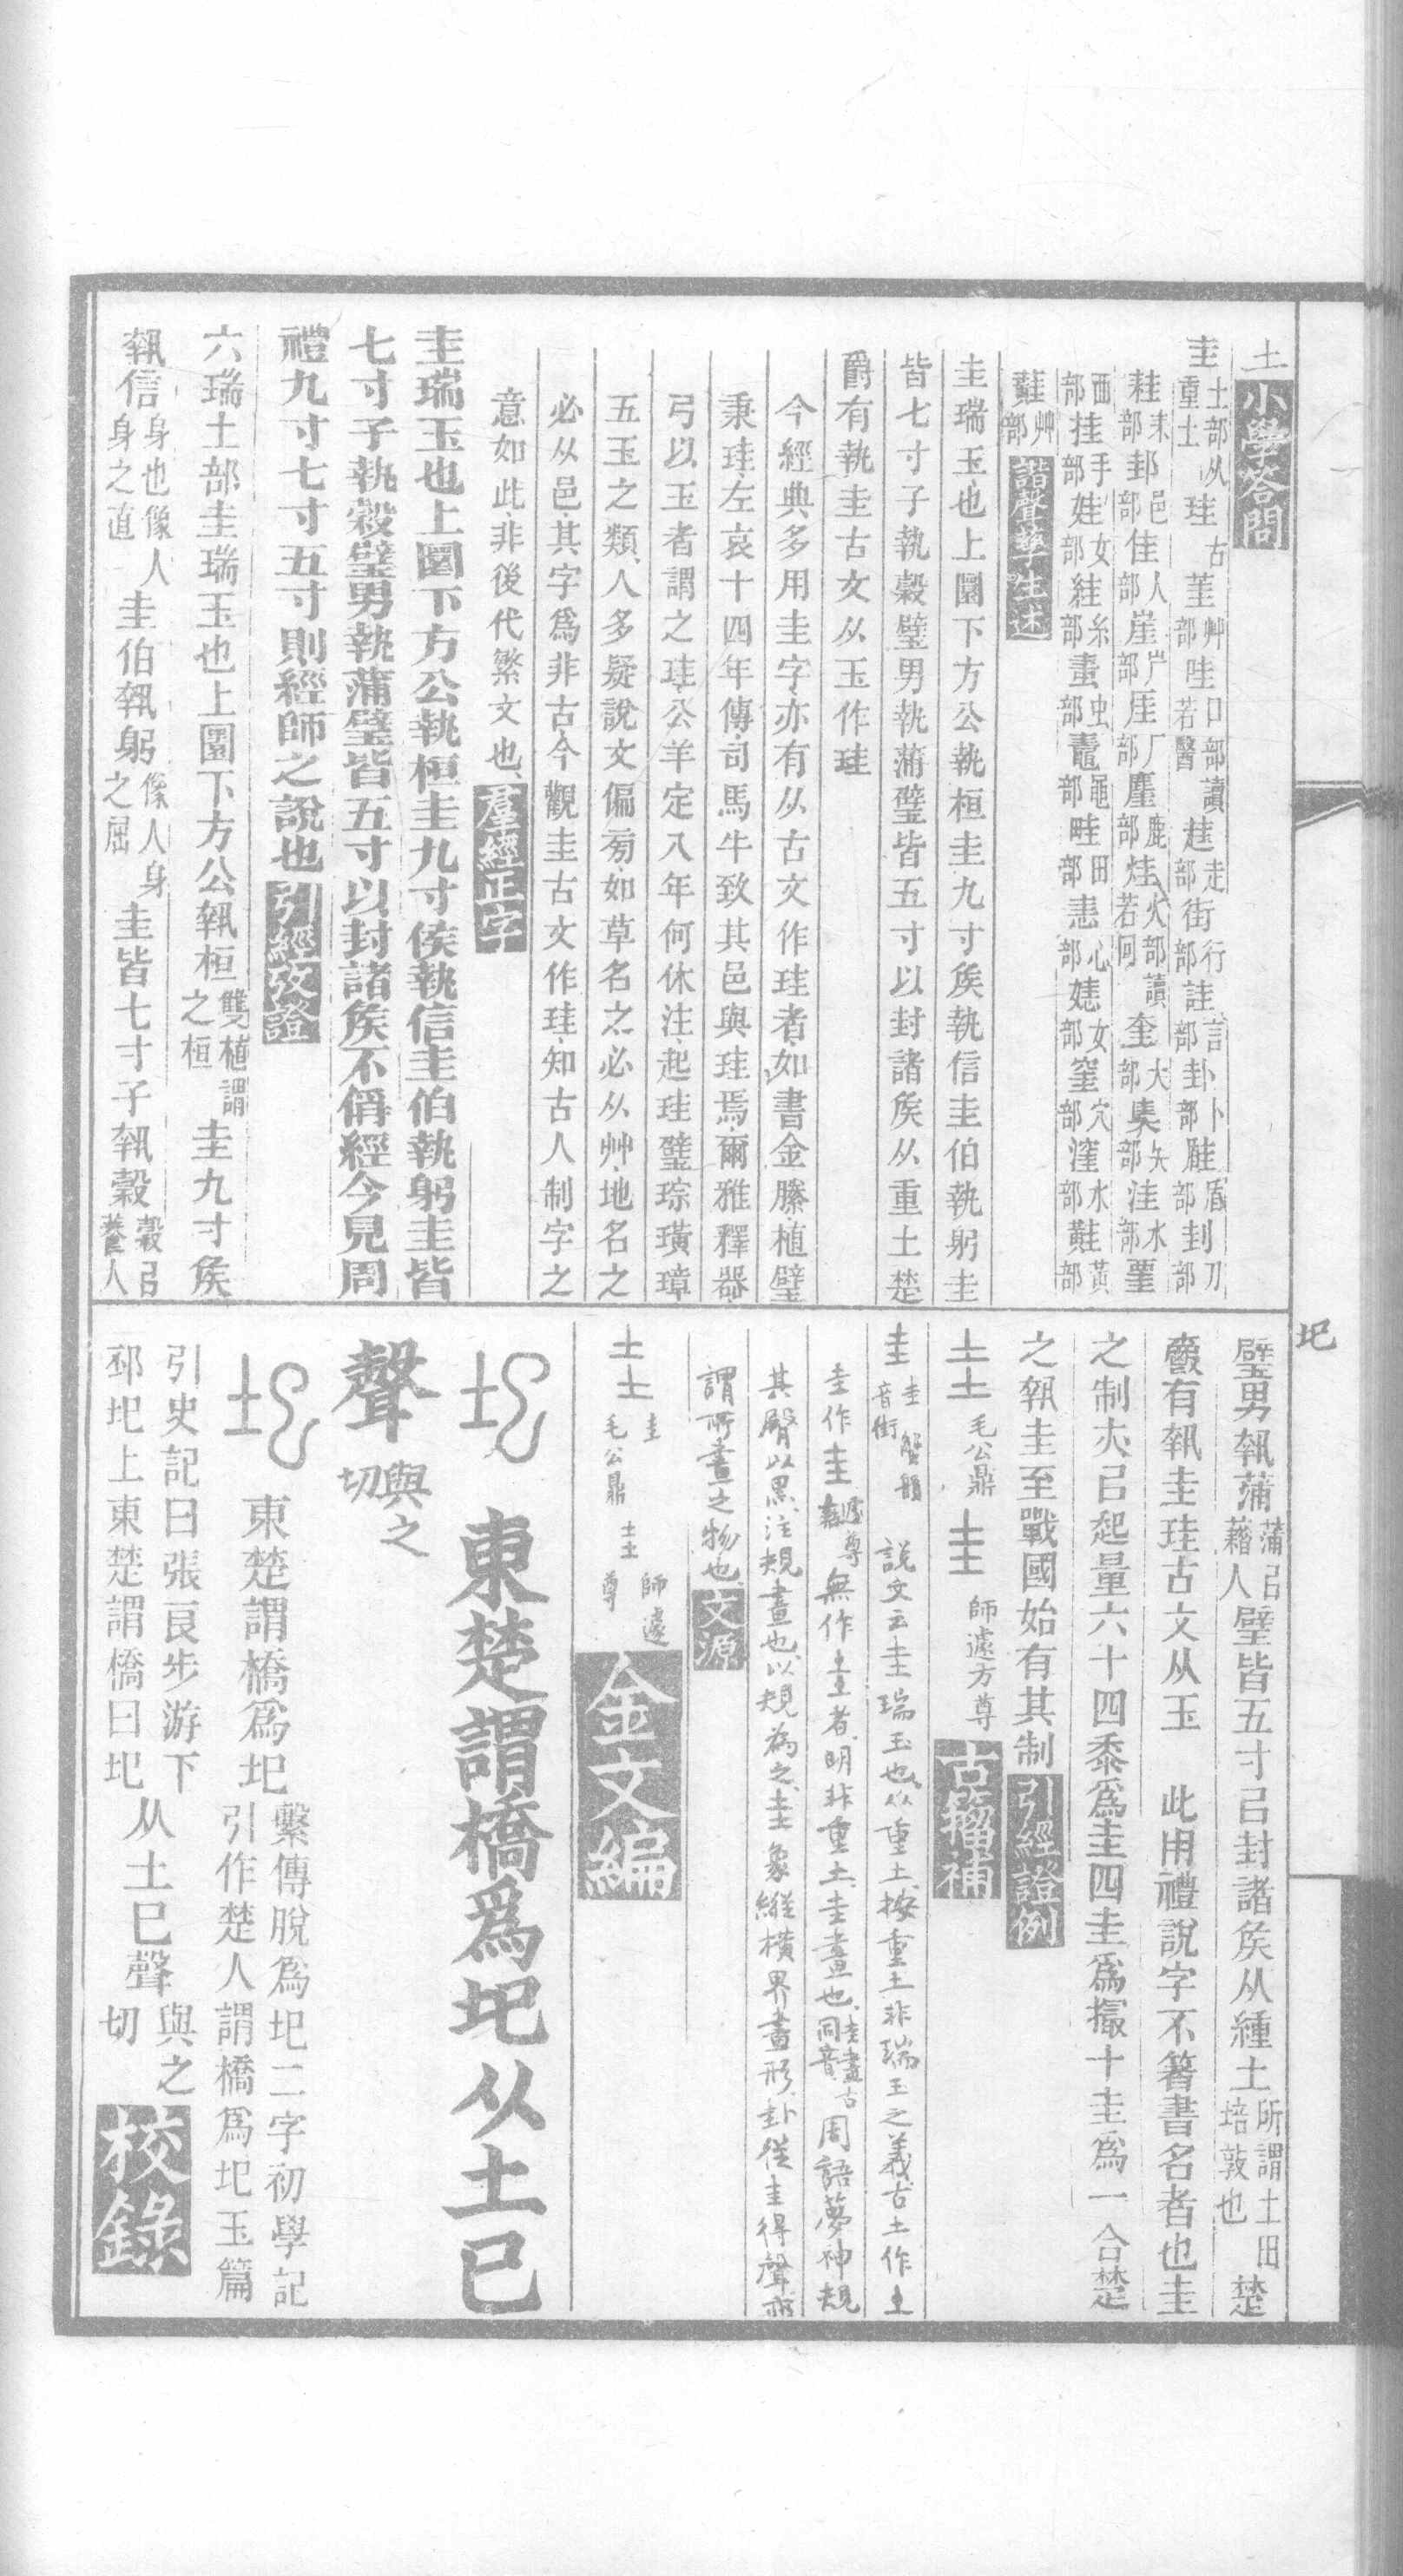 土小學答問
圭土部从重土珪古茥艸部哇口部讀若醫趌走部街行部詿言部卦卜部䀨盾部刲刀部
䅅耒部邽邑部佳人部崖屵部厓厂部麈鹿部烓火部讀若冋奎大部奊夨部洼水部罣
部挂手部娃女部絓糸部畫虫部鼃黽部畦田部恚心部㛂女部窐穴部漥水部黊黃部
䵷艸部諧聲孳生述
圭瑞玉也上圜下方公執桓圭九寸矦執信圭伯執躬圭
皆七寸子執穀璧男執蒲璧皆五寸以封諸矦从重土楚
爵有執圭古文从玉作珪
今經典多用圭字亦有从古文作珪者如書金縢植璧
秉珪左哀十四年傳司馬牛致其邑與珪焉爾雅釋器
弓以玉者謂之珪公羊定八年何休注起珪璧琮璜璋
五玉之類人多疑說文偏旁如草名之必从艸地名之
必从邑其字爲非古今觀圭古文作珪知古人制字之
意如此非後代繁文也羣經正字
圭瑞玉也上圜下方公執桓圭九寸矦執信圭伯執躬圭皆
七寸子執穀璧男執蒲璧皆五寸以封諸矦不偁經今見周
禮九寸七寸五寸則經師之說也引經攷證
六瑞土部圭瑞玉也上圜下方公執桓雙植謂之桓圭九寸矦
執信身也像人身之直圭伯執躬像人身之屈圭皆七寸子執穀穀㠯養人
璧男執蒲蒲㠯藉人璧皆五寸㠯封諸矦从緟土所謂土田培敦也楚
爵有執圭珪古文从玉 此用禮說字不箸書名者也圭
之制大㠯起量六十四黍爲圭四圭爲撮十圭爲一合楚
之執圭至戰國始有其制引經證例
圭毛公鼎圭師遽方尊古籀補
圭圭音街蟹韻 說文云圭瑞玉也从重土按重土非瑞玉之義古土作土
圭作圭師遽尊彝無作土者明非重土圭畫也圭畫古同音周語夢神規
其臀以黑注規畫也以規為之圭象縱橫界畫形卦從圭得聲亦
謂所畫之物也文源
圭圭毛公鼎圭師遽尊金文編
圯東楚謂橋爲圯从土巳
聲與之切
圯東楚謂橋爲圯繫傳脫爲圯二字初學記引作楚人謂橋爲圯玉篇
引史記曰張良步游下邳圯上東楚謂橋曰圯从土巳聲與之切校錄
圯